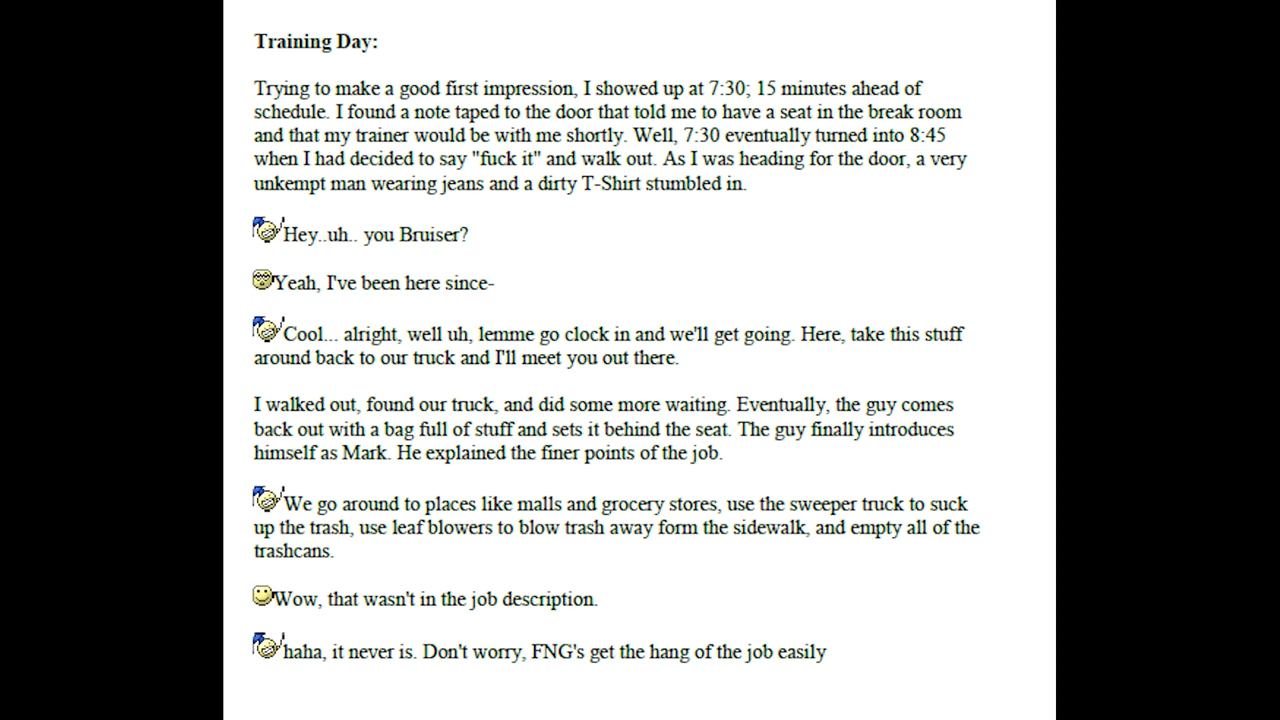 Training Day:
Trying to make a good first impression, I showed up at 7:30; 15 minutes ahead of
schedule. I found a note taped to the door that told me to have a seat in the break room
and that my trainer would be with me shortly. Well, 7:30 eventually turned into 8:45
when I had decided to say "fuck it" and walk out. As I was heading for the door, a very
unkempt man wearing jeans and a dirty T-Shirt stumbled in.
Hey..uh.. you Bruiser?
Yeah, I've been here since-
Cool... alright, well uh, lemme go clock in and we'll get going. Here, take this stuff
around back to our truck and I'll meet you out there.
I walked out, found our truck, and did some more waiting. Eventually, the guy comes
back out with a bag full of stuff and sets it behind the seat. The guy finally introduces
himself as Mark. He explained the finer points of the job.
We go around to places like malls and grocery stores, use the sweeper truck to suck
up the trash, use leaf blowers to blow trash away form the sidewalk, and empty all of the
trashcans.
Wow, that wasn't in the job description.
haha, it never is. Don't worry, FNG's get the hang of the job easily